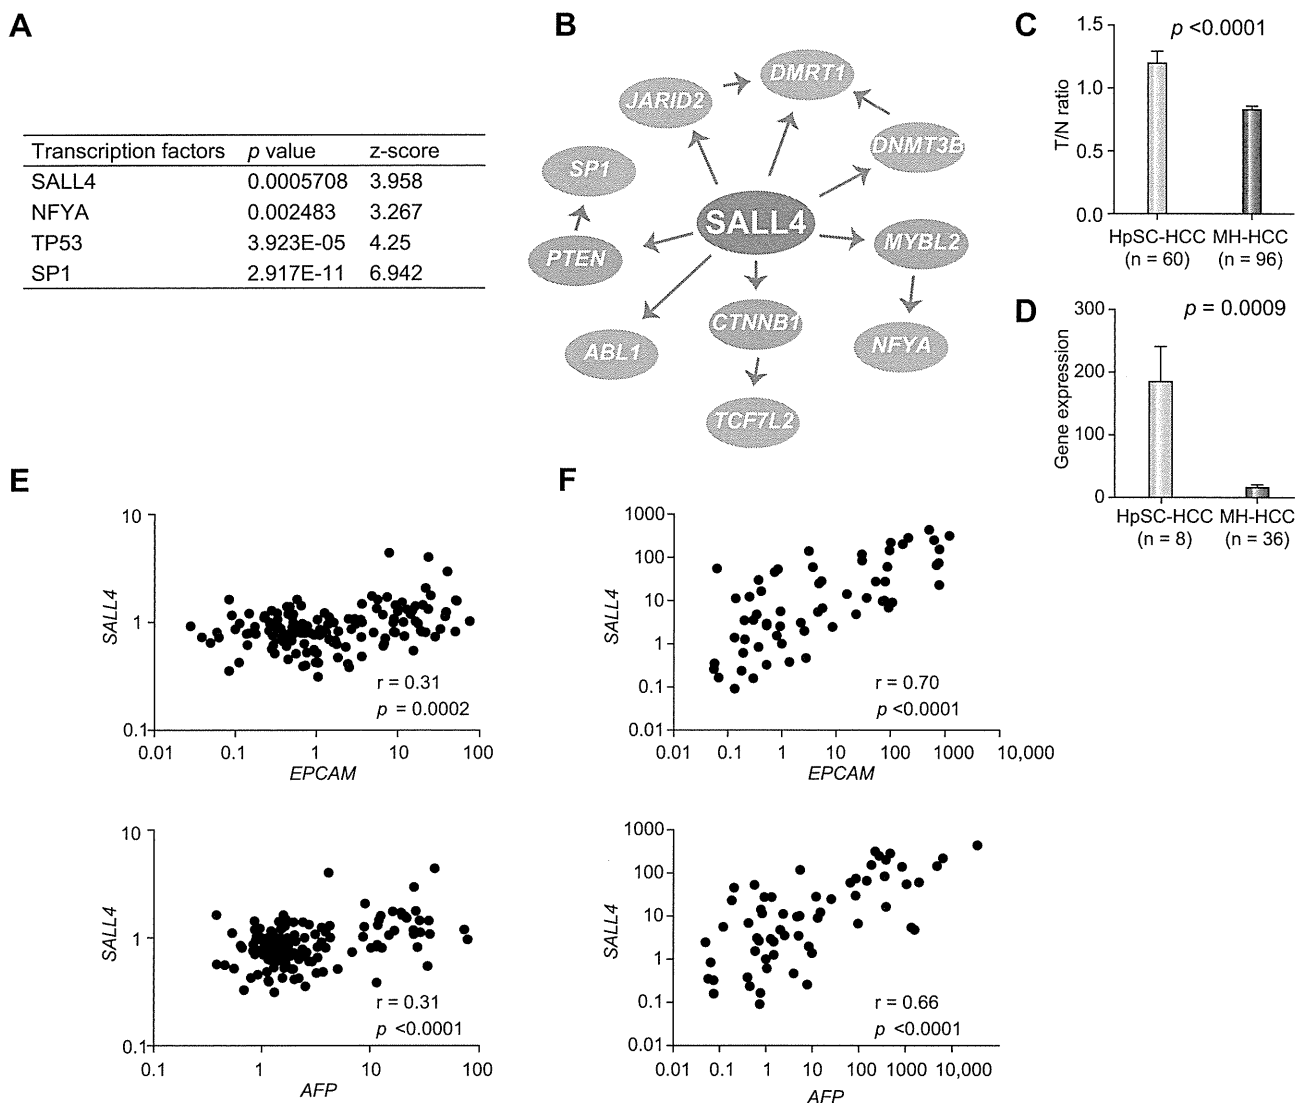 A
Transcription factors p value z-score
SALL4 0.0005708 3.958
NFYA 0.002483 3.267
TP53 3.923E-05 4.25
SP1 2.917E-11 6.942
B
DMRT1
JARID2
DNMT3B
SP1
SALL4
MYBL2
PTEN
CTNNB1
ABL1
NFYA
TCF7L2
C
p <0.0001
1.5
1.0
0.5
0.0
T/N ratio
HpSC-HCC MH-HCC
(n = 60) (n = 96)
D
p = 0.0009
300
200
100
0
Gene expression
HpSC-HCC MH-HCC
(n = 8) (n = 36)
E
10
1
0.1
SALL4
r = 0.31
p = 0.0002
0.01 0.1 1 10 100
EPCAM
10
1
0.1
SALL4
r = 0.31
p <0.0001
0.1 1 10 100
AFP
F
1000
100
10
1
0.1
0.01
SALL4
r = 0.70
p <0.0001
0.01 0.1 1 10 100 1000 10,000
EPCAM
1000
100
10
1
0.1
0.01
SALL4
r = 0.66
p <0.0001
0.01 0.1 1 10 100 1000 10,000
AFP